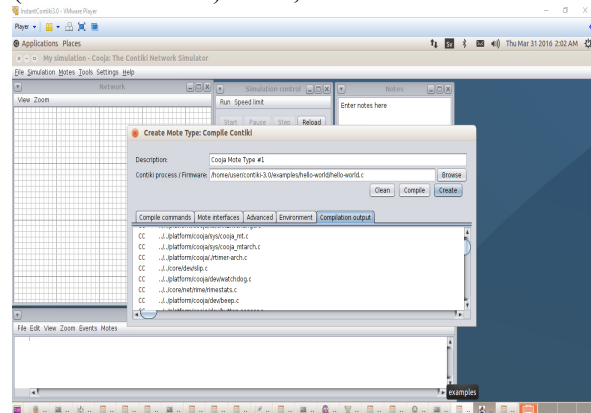 InstantContiki3.0 - VMware Player
Player
Applications Places
Thu Mar 31 2016 2:02 AM
My simulation - Cooja: The Contiki Network Simulator
File Simulation Motes Tools Settings Help
Network
Simulation control
Notes
View Zoom
Run Speed limit
Enter notes here
Start Pause Step Reload
Create Mote Type: Compile Contiki
Description:
Cooja Mote Type #1
Contiki process / Firmware:
/home/user/contiki-3.0/examples/hello-world/hello-world.c
Browse
Clean Compile Create
Compile commands Mote interfaces Advanced Environment Compilation output
CC ../../platform/cooja/sys/cooja_mt.c
CC ../../platform/cooja/sys/cooja_mtarch.c
CC ../../platform/cooja/./rtimer-arch.c
CC ../../core/dev/slip.c
CC ../../platform/cooja/dev/watchdog.c
CC ../../core/net/rime/rimestats.c
CC ../../platform/cooja/dev/beep.c
File Edit View Zoom Events Motes
examples